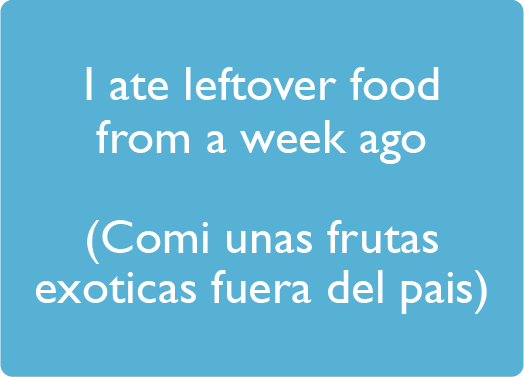 I ate leftover food
from a week ago
(Comi unas frutas
exoticas fuera del pais)